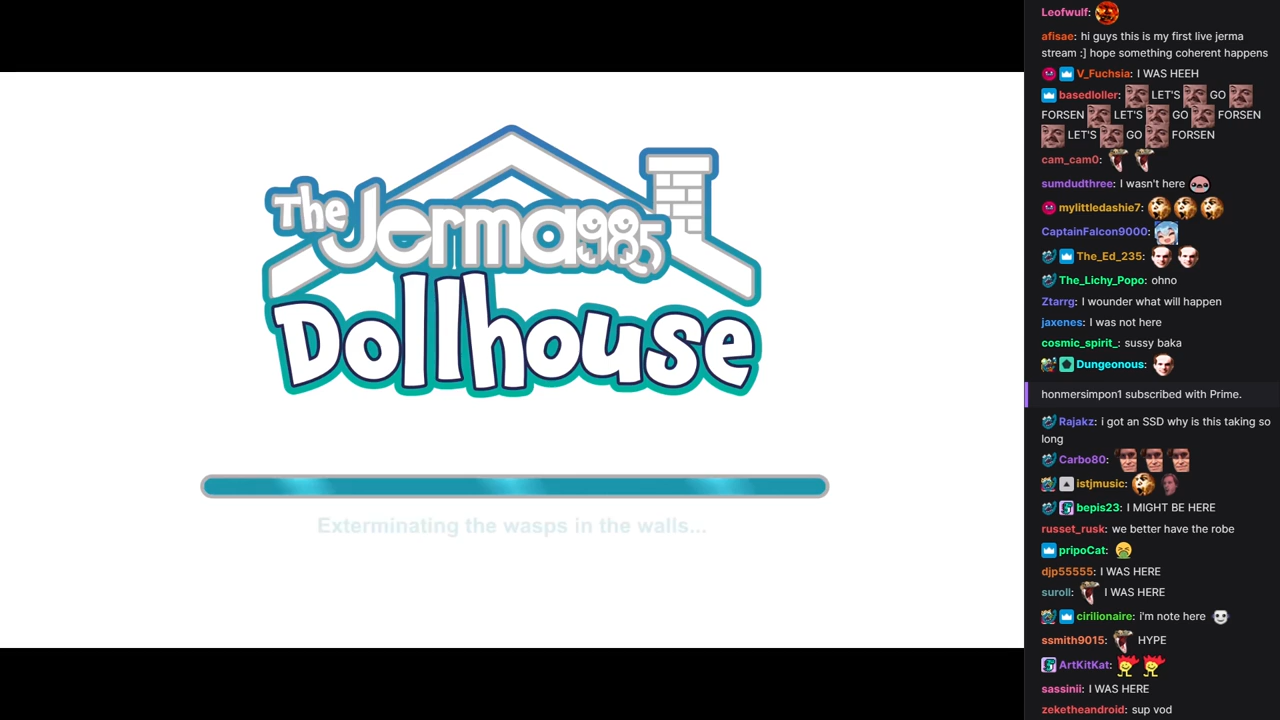 The Jerma985
Dollhouse
Exterminating the wasps in the walls...
Leofwulf:
afisae: hi guys this is my first live jerma
stream :] hope something coherent happens
V_Fuchsia: I WAS HEEH
basedloller: LET'S GO
FORSEN LET'S GO FORSEN
LET'S GO FORSEN
cam_cam0:
sumdudthree: I wasn't here
mylittledashie7:
CaptainFalcon9000:
The_Ed_235:
The_Lichy_Popo: ohno
Ztarrg: I wounder what will happen
jaxenes: I was not here
cosmic_spirit_: sussy baka
Dungeonous:
honmersimpon1 subscribed with Prime.
Rajakz: i got an SSD why is this taking so
long
Carbo80:
istjmusic:
bepis23: I MIGHT BE HERE
russet_rusk: we better have the robe
pripoCat:
djp55555: I WAS HERE
suroll: I WAS HERE
cirilionaire: i'm note here
ssmith9015: HYPE
ArtKitKat:
sassinii: I WAS HERE
zeketheandroid: sup vod